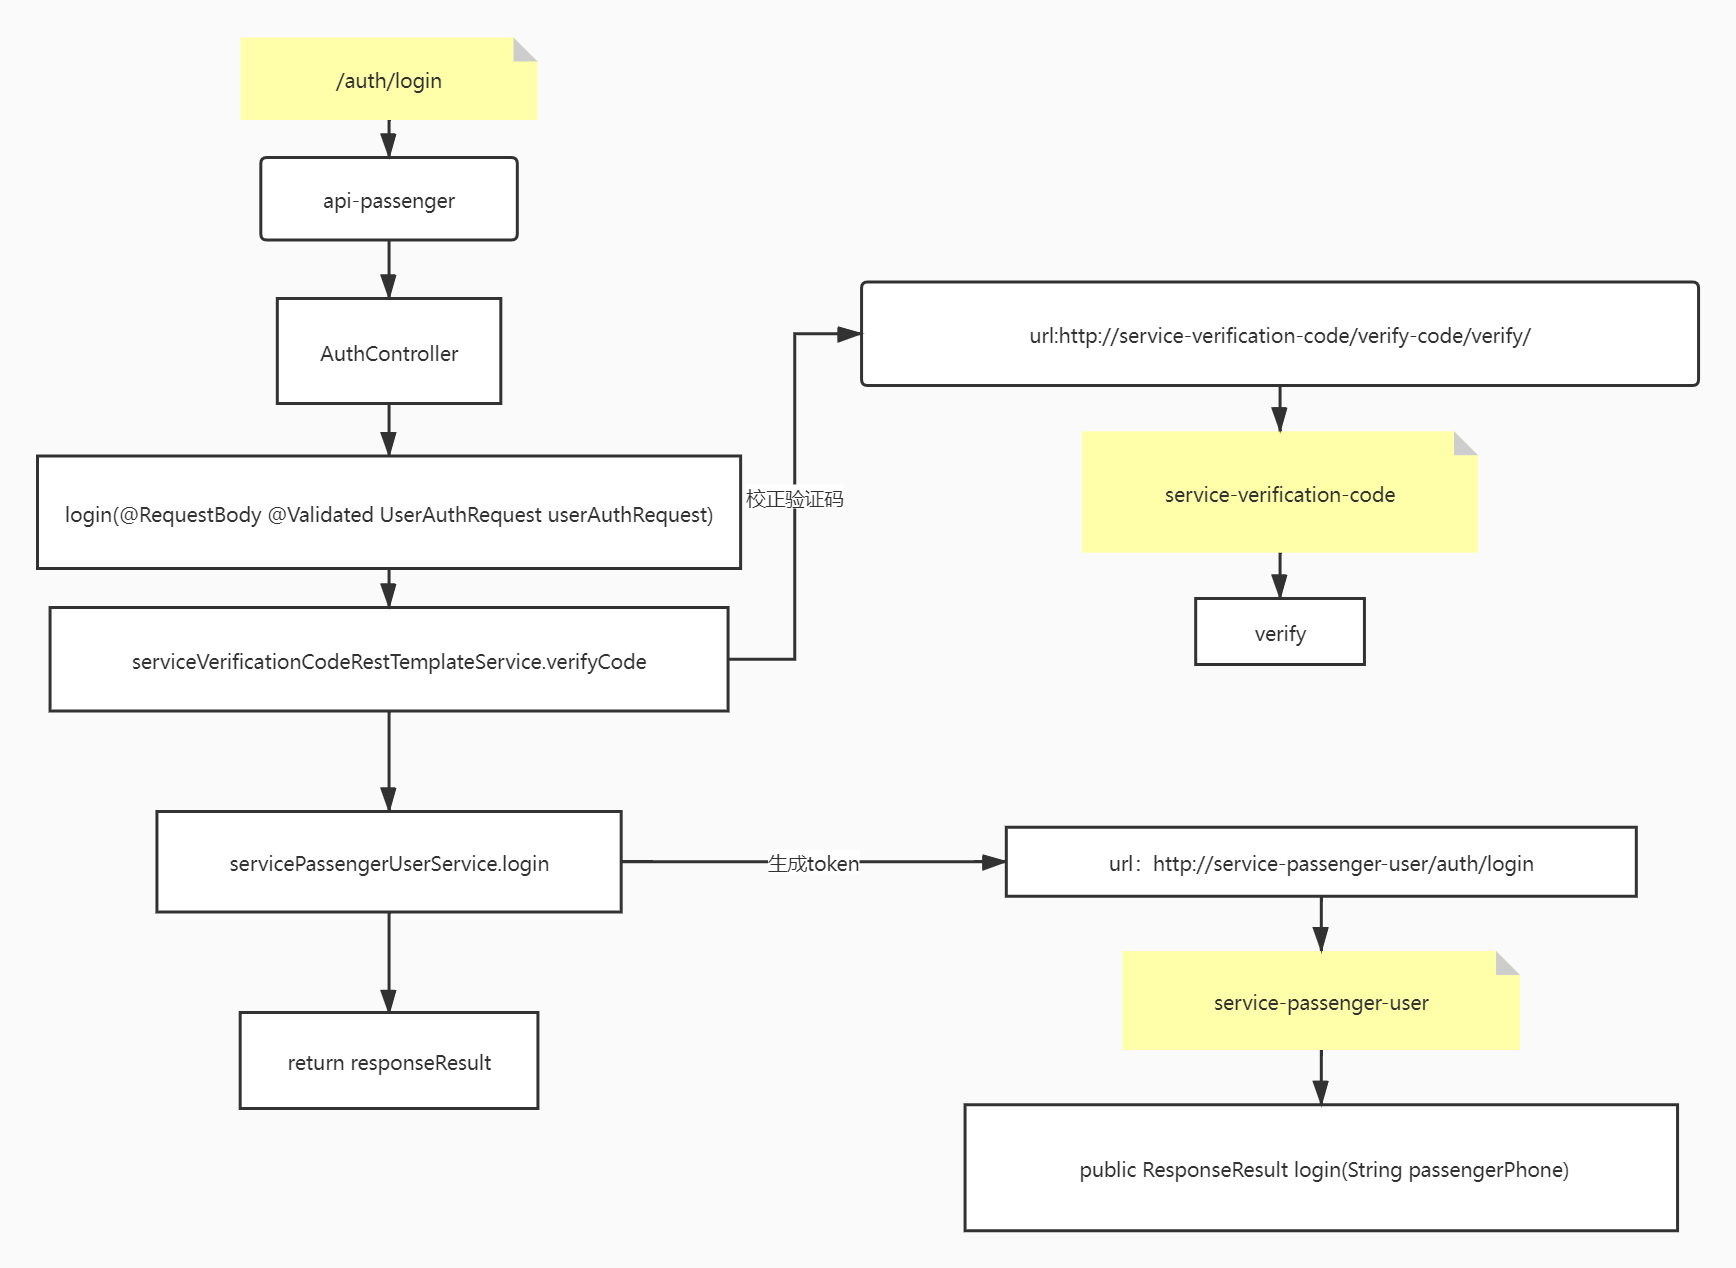 /auth/login
api-passenger
AuthController
login(@RequestBody @Validated UserAuthRequest userAuthRequest)
serviceVerificationCodeRestTemplateService.verifyCode
校正验证码
url:http://service-verification-code/verify-code/verify/
service-verification-code
verify
servicePassengerUserService.login
生成token
url：http://service-passenger-user/auth/login
service-passenger-user
public ResponseResult login(String passengerPhone)
return responseResult